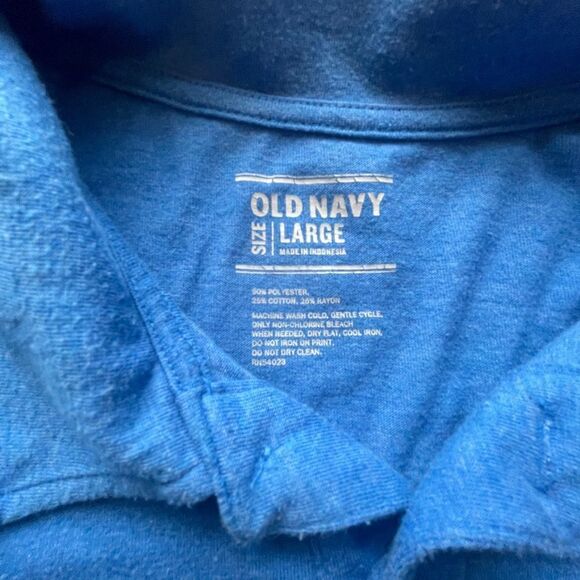 SIZE
OLD NAVY
LARGE
MADE IN INDONESIA
50% POLYESTER,
25% COTTON, 25% RAYON
MACHINE WASH COLD, GENTLE CYCLE,
ONLY NON-CHLORINE BLEACH
WHEN NEEDED, DRY FLAT, COOL IRON,
DO NOT IRON ON PRINT.
DO NOT DRY CLEAN.
RN54023